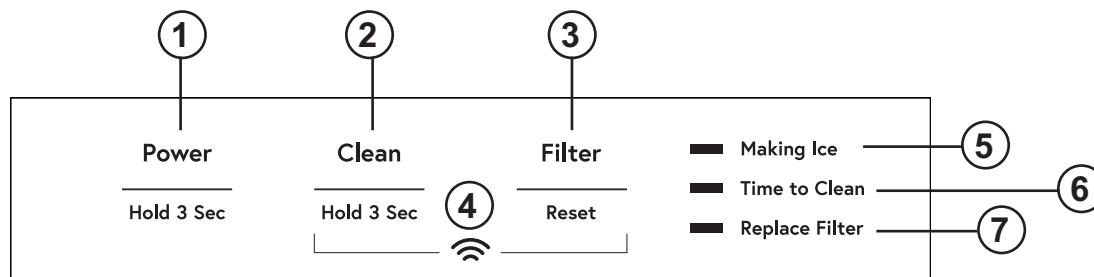 1 2 3
Power Clean Filter
Hold 3 Sec Hold 3 Sec 4 Reset
Making Ice 5
Time to Clean 6
Replace Filter 7